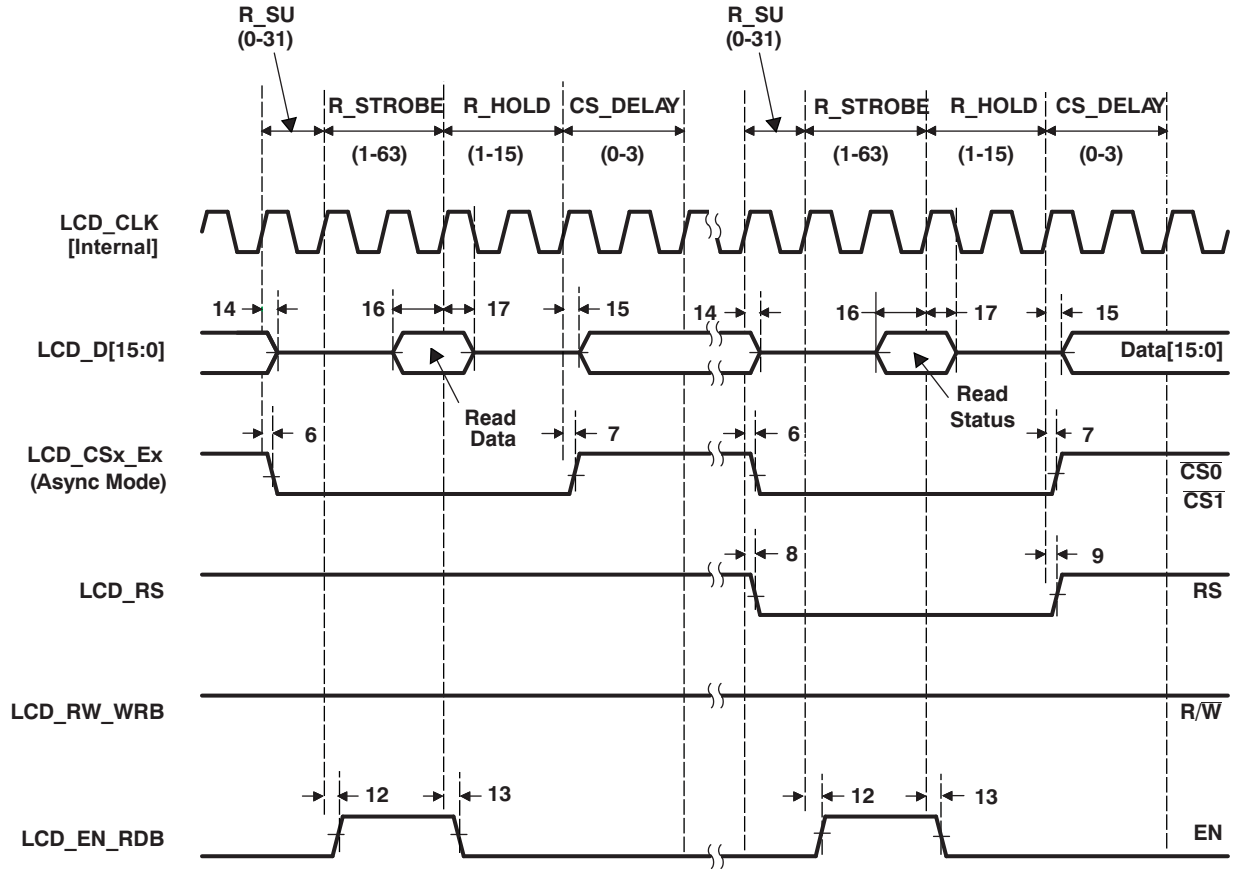 R_SU
(0-31)
R_SU
(0-31)
R_STROBE R_HOLD CS_DELAY
R_STROBE R_HOLD CS_DELAY
(1-63) (1-15) (0-3)
(1-63) (1-15) (0-3)
LCD_CLK
[Internal]
14 16 17 15
14 16 17 15
LCD_D[15:0]
Data[15:0]
Read
Data
Read
Status
6 7 6 7
LCD_CSx_Ex
(Async Mode)
CS0
CS1
8 9
LCD_RS
RS
LCD_RW_WRB
R/W
12 13 12 13
LCD_EN_RDB
EN